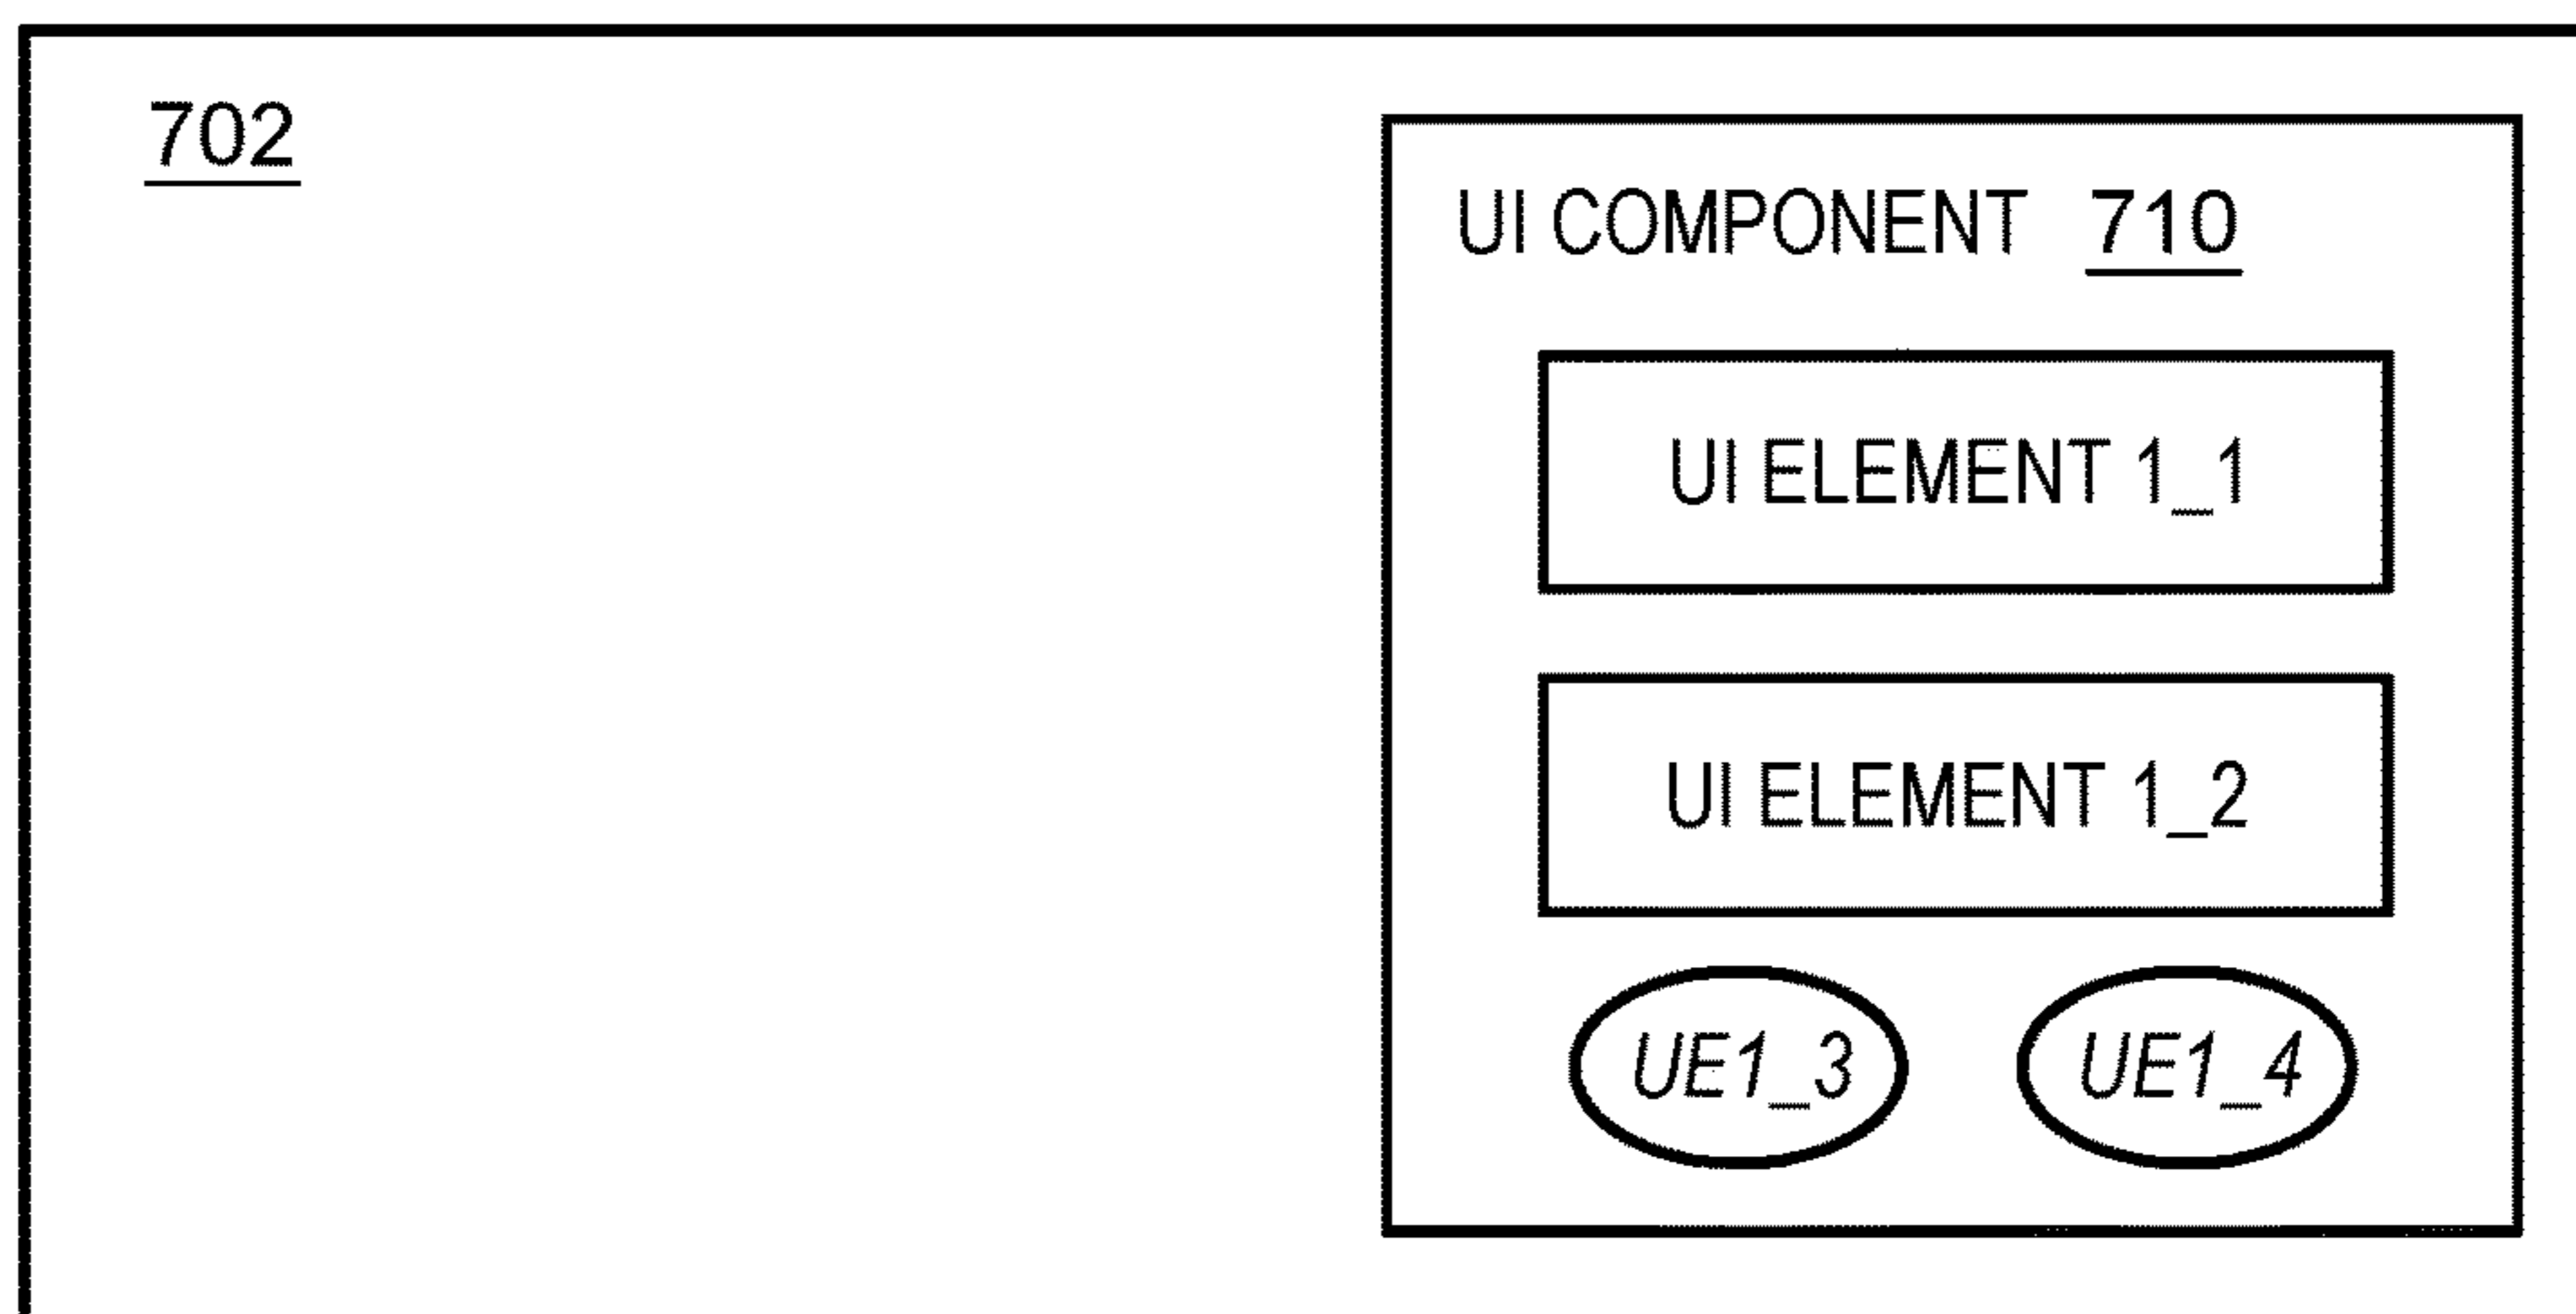 702
UI COMPONENT 710
UI ELEMENT 1_1
UI ELEMENT 1_2
UE1_3 UE1_4